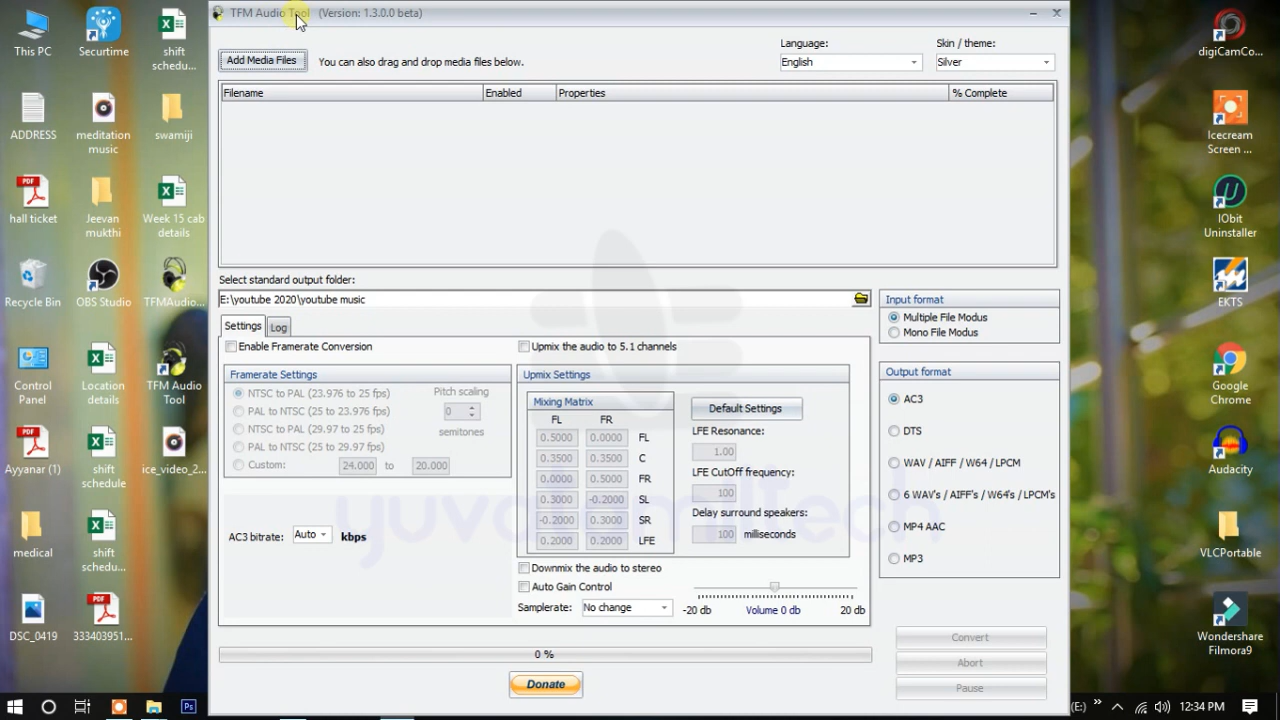 TFM Audio Tool (Version: 1.3.0.0 beta)
Language:
Skin / theme:
Add Media Files
You can also drag and drop media files below.
English
Silver
Filename
Enabled
Properties
% Complete
Select standard output folder:
E:\youtube 2020\youtube music
Settings
Log
Enable Framerate Conversion
Upmix the audio to 5.1 channels
Framerate Settings
NTSC to PAL (23.976 to 25 fps)
PAL to NTSC (25 to 23.976 fps)
NTSC to PAL (29.97 to 25 fps)
PAL to NTSC (25 to 29.97 fps)
Custom: 24.000 to 20.000
Pitch scaling
0
semitones
AC3 bitrate: Auto kbps
Upmix Settings
Mixing Matrix
FL FR
0.5000 0.0000 FL
0.3500 0.3500 C
0.0000 0.5000 FR
0.3000 -0.2000 SL
-0.2000 0.3000 SR
0.2000 0.2000 LFE
Default Settings
LFE Resonance:
1.00
LFE CutOff frequency:
100
Delay surround speakers:
100 milliseconds
Downmix the audio to stereo
Auto Gain Control
Samplerate: No change
-20 db Volume 0 db 20 db
Input format
Multiple File Modus
Mono File Modus
Output format
AC3
DTS
WAV / AIFF / W64 / LPCM
6 WAV's / AIFF's / W64's / LPCM's
MP4 AAC
MP3
0 %
Donate
Convert
Abort
Pause
This PC
Securtime
shift
schedu...
ADDRESS
meditation
music
swamiji
hall ticket
Jeevan
mukthi
Week 15 cab
details
Recycle Bin
OBS Studio
TFMAudio...
Control
Panel
Location
details
TFM Audio
Tool
Ayyanar (1)
shift
schedule
ice_video_2...
medical
shift
schedu...
DSC_0419
333403951...
digiCamCo...
Icecream
Screen ...
IObit
Uninstaller
EKTS
Google
Chrome
Audacity
VLCPortable
Wondershare
Filmora9
Ps
(E:)
12:34 PM